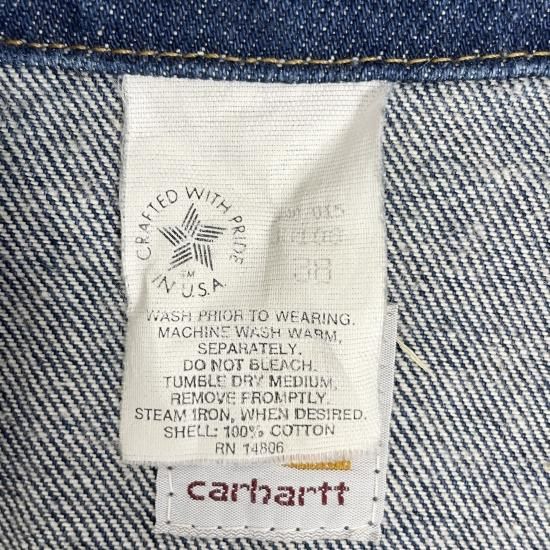 CRAFTED WITH PRIDE
TM
IN U.S.A.
WASH PRIOR TO WEARING.
MACHINE WASH WARM,
SEPARATELY.
DO NOT BLEACH.
TUMBLE DRY MEDIUM,
REMOVE PROMPTLY.
STEAM IRON, WHEN DESIRED.
SHELL: 100% COTTON
RN 14806
carhartt